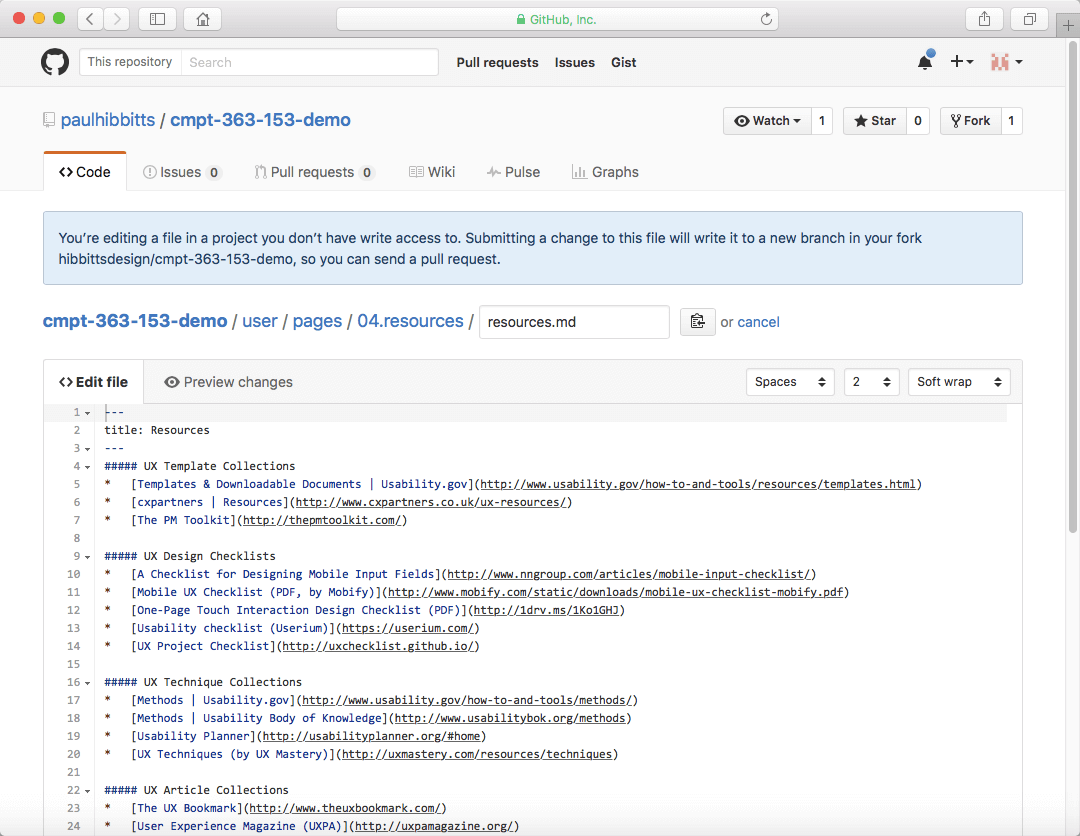 GitHub, Inc.
This repository Search Pull requests Issues Gist
paulhibbitts / cmpt-363-153-demo Watch 1 Star 0 Fork 1
Code Issues 0 Pull requests 0 Wiki Pulse Graphs
You’re editing a file in a project you don’t have write access to. Submitting a change to this file will write it to a new branch in your fork
hibbittsdesign/cmpt-363-153-demo, so you can send a pull request.
cmpt-363-153-demo / user / pages / 04.resources / resources.md or cancel
Edit file Preview changes Spaces 2 Soft wrap
1 ---
2 title: Resources
3 ---
4 ##### UX Template Collections
5 * [Templates & Downloadable Documents | Usability.gov](http://www.usability.gov/how-to-and-tools/resources/templates.html)
6 * [cxpartners | Resources](http://www.cxpartners.co.uk/ux-resources/)
7 * [The PM Toolkit](http://thepmtoolkit.com/)
8
9 ##### UX Design Checklists
10 * [A Checklist for Designing Mobile Input Fields](http://www.nngroup.com/articles/mobile-input-checklist/)
11 * [Mobile UX Checklist (PDF, by Mobify)](http://www.mobify.com/static/downloads/mobile-ux-checklist-mobify.pdf)
12 * [One-Page Touch Interaction Design Checklist (PDF)](http://1drv.ms/1Ko1GHJ)
13 * [Usability checklist (Userium)](https://userium.com/)
14 * [UX Project Checklist](http://uxchecklist.github.io/)
15
16 ##### UX Technique Collections
17 * [Methods | Usability.gov](http://www.usability.gov/how-to-and-tools/methods/)
18 * [Methods | Usability Body of Knowledge](http://www.usabilitybok.org/methods)
19 * [Usability Planner](http://usabilityplanner.org/#home)
20 * [UX Techniques (by UX Mastery)](http://uxmastery.com/resources/techniques)
21
22 ##### UX Article Collections
23 * [The UX Bookmark](http://www.theuxbookmark.com/)
24 * [User Experience Magazine (UXPA)](http://uxpamagazine.org/)